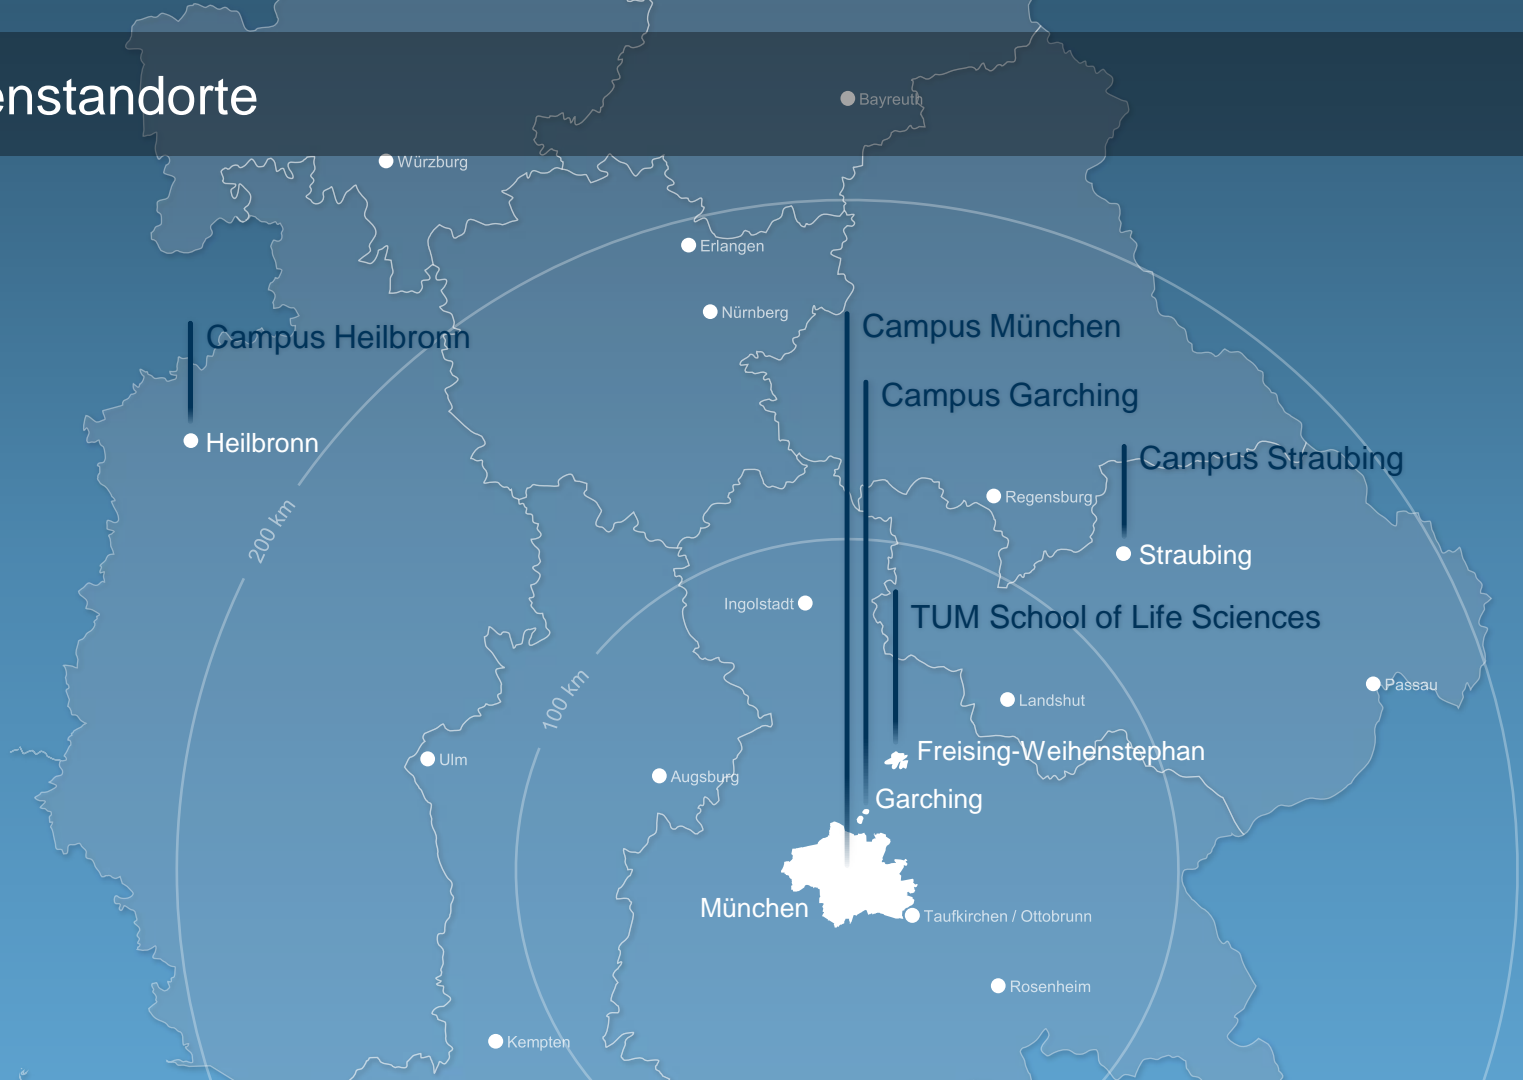 enstandorte
Bayreuth
Würzburg
Erlangen
Nürnberg
Campus München
Campus Heilbronn
Campus Garching
Heilbronn
Campus Straubing
Regensburg
200 km
Straubing
Ingolstadt
TUM School of Life Sciences
Passau
100 km
Landshut
Freising-Weihenstephan
Ulm
Augsburg
Garching
München
Taufkirchen / Ottobrunn
Rosenheim
Kempten